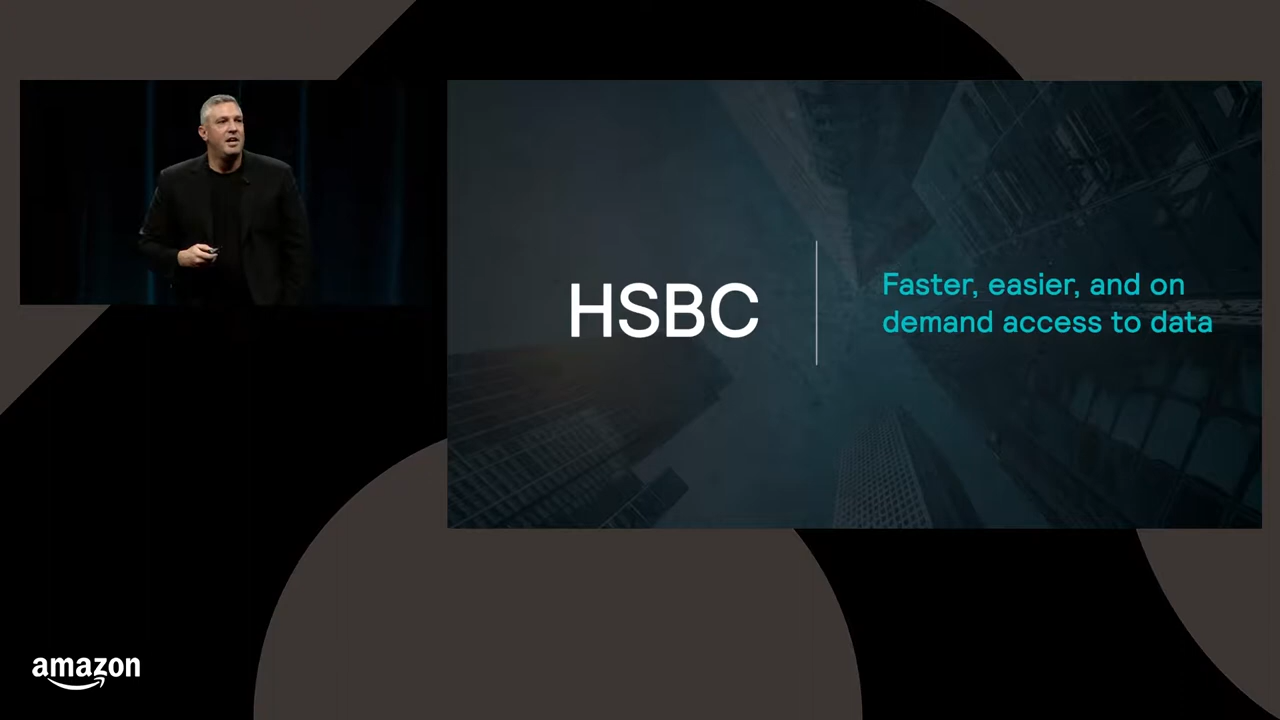 HSBC
Faster, easier, and on
demand access to data
amazon